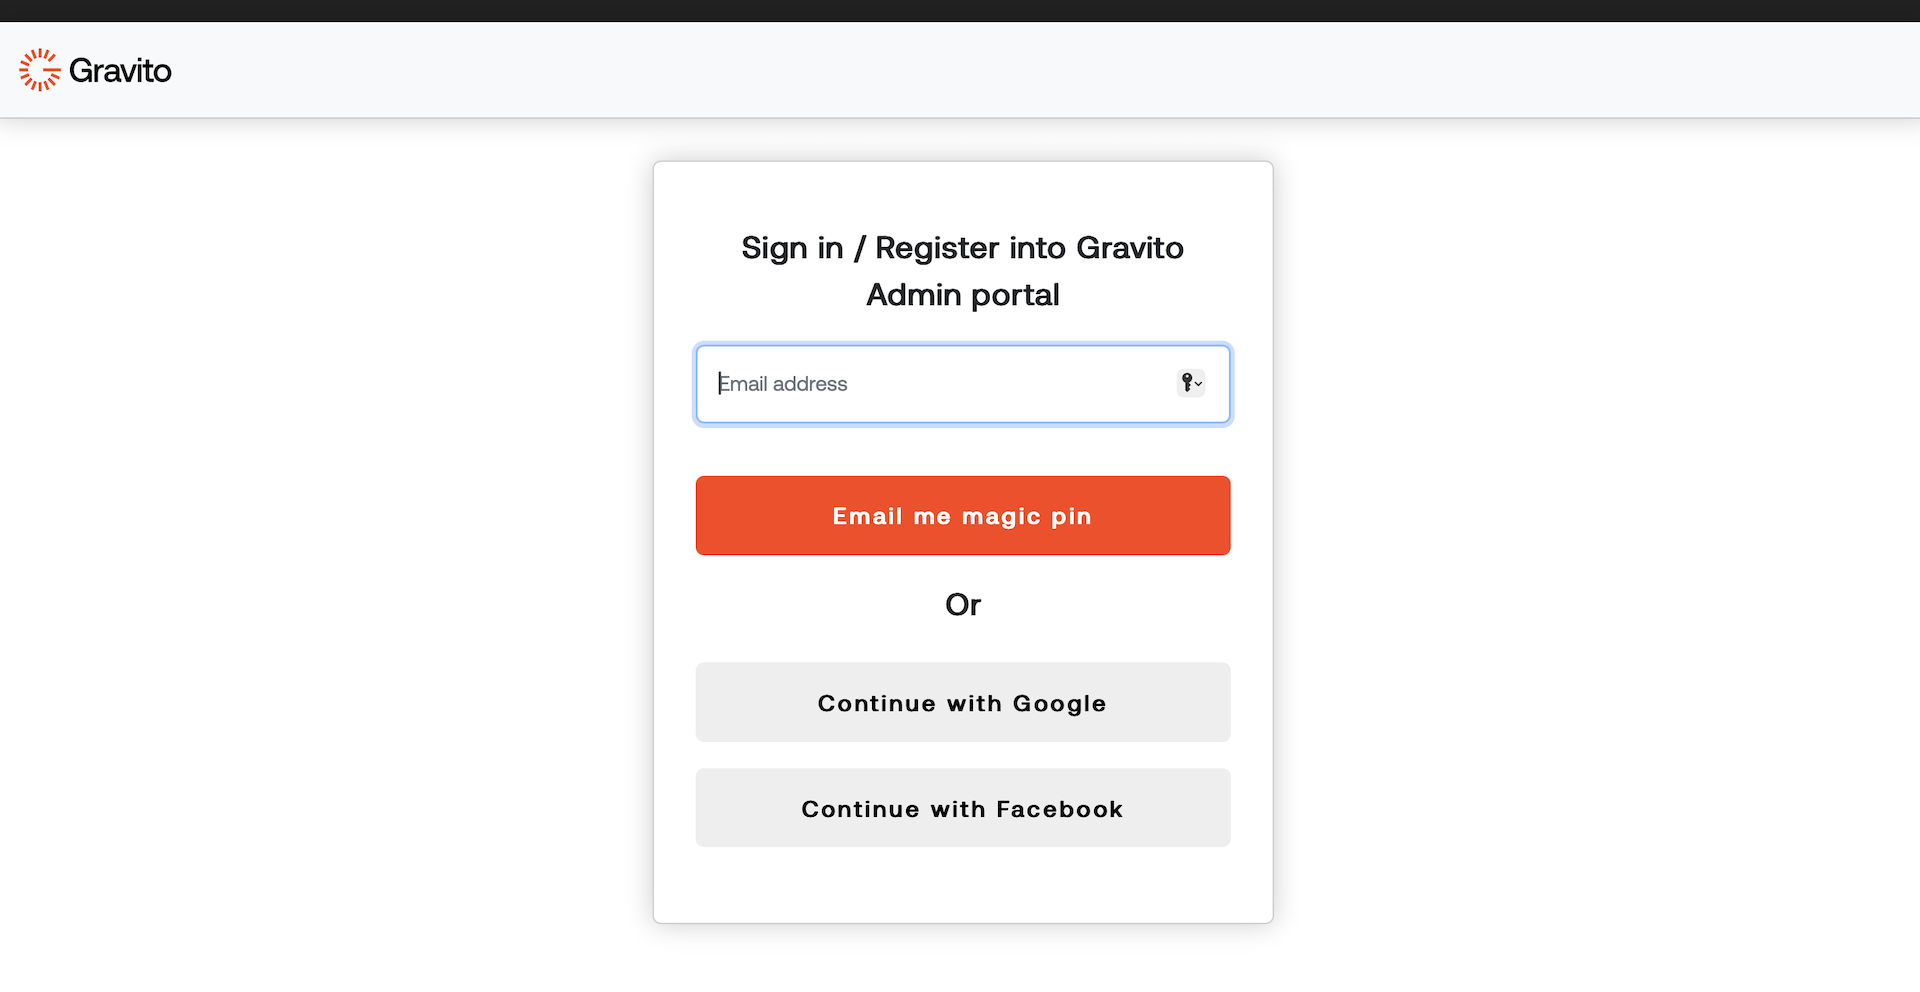 Gravito
Sign in / Register into Gravito
Admin portal
Email address
Email me magic pin
Or
Continue with Google
Continue with Facebook